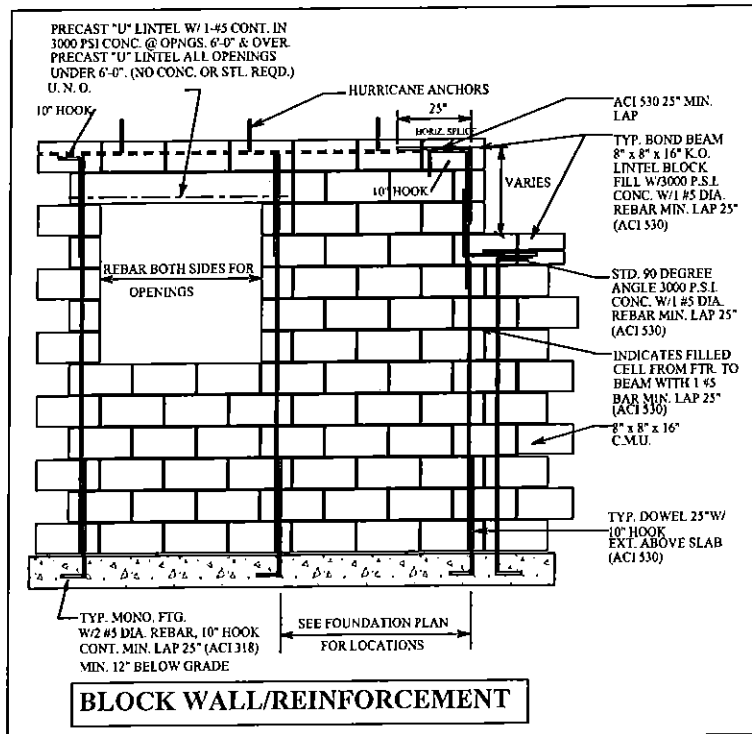 PRECAST "U" LINTEL W/ 1-#5 CONT. IN
3000 PSI CONC. @ OPNGS. 6'-0" & OVER.
PRECAST "U" LINTEL ALL OPENINGS
UNDER 6'-0". (NO CONC. OR STL. REQD.)
U. N. O.
10" HOOK
HURRICANE ANCHORS
25"
HORIZ. SPLICE
10" HOOK
VARIES
ACI 530 25" MIN.
LAP
TYP. BOND BEAM
8" x 8" x 16" K.O.
LINTEL BLOCK
FILL W/3000 P.S.I.
CONC. W/1 #5 DIA.
REBAR MIN. LAP 25"
(ACI 530)
REBAR BOTH SIDES FOR
OPENINGS
STD. 90 DEGREE
ANGLE 3000 P.S.I.
CONC. W/1 #5 DIA.
REBAR MIN. LAP 25"
(ACI 530)
INDICATES FILLED
CELL FROM FTR. TO
BEAM WITH 1 #5
BAR MIN. LAP 25"
(ACI 530)
8" x 8" x 16"
C.M.U.
TYP. DOWEL 25" W/
10" HOOK
EXT. ABOVE SLAB
(ACI 530)
TYP. MONO. FTG.
W/2 #5 DIA. REBAR, 10" HOOK
CONT. MIN. LAP 25" (ACI 318)
MIN. 12" BELOW GRADE
SEE FOUNDATION PLAN
FOR LOCATIONS
BLOCK WALL/REINFORCEMENT